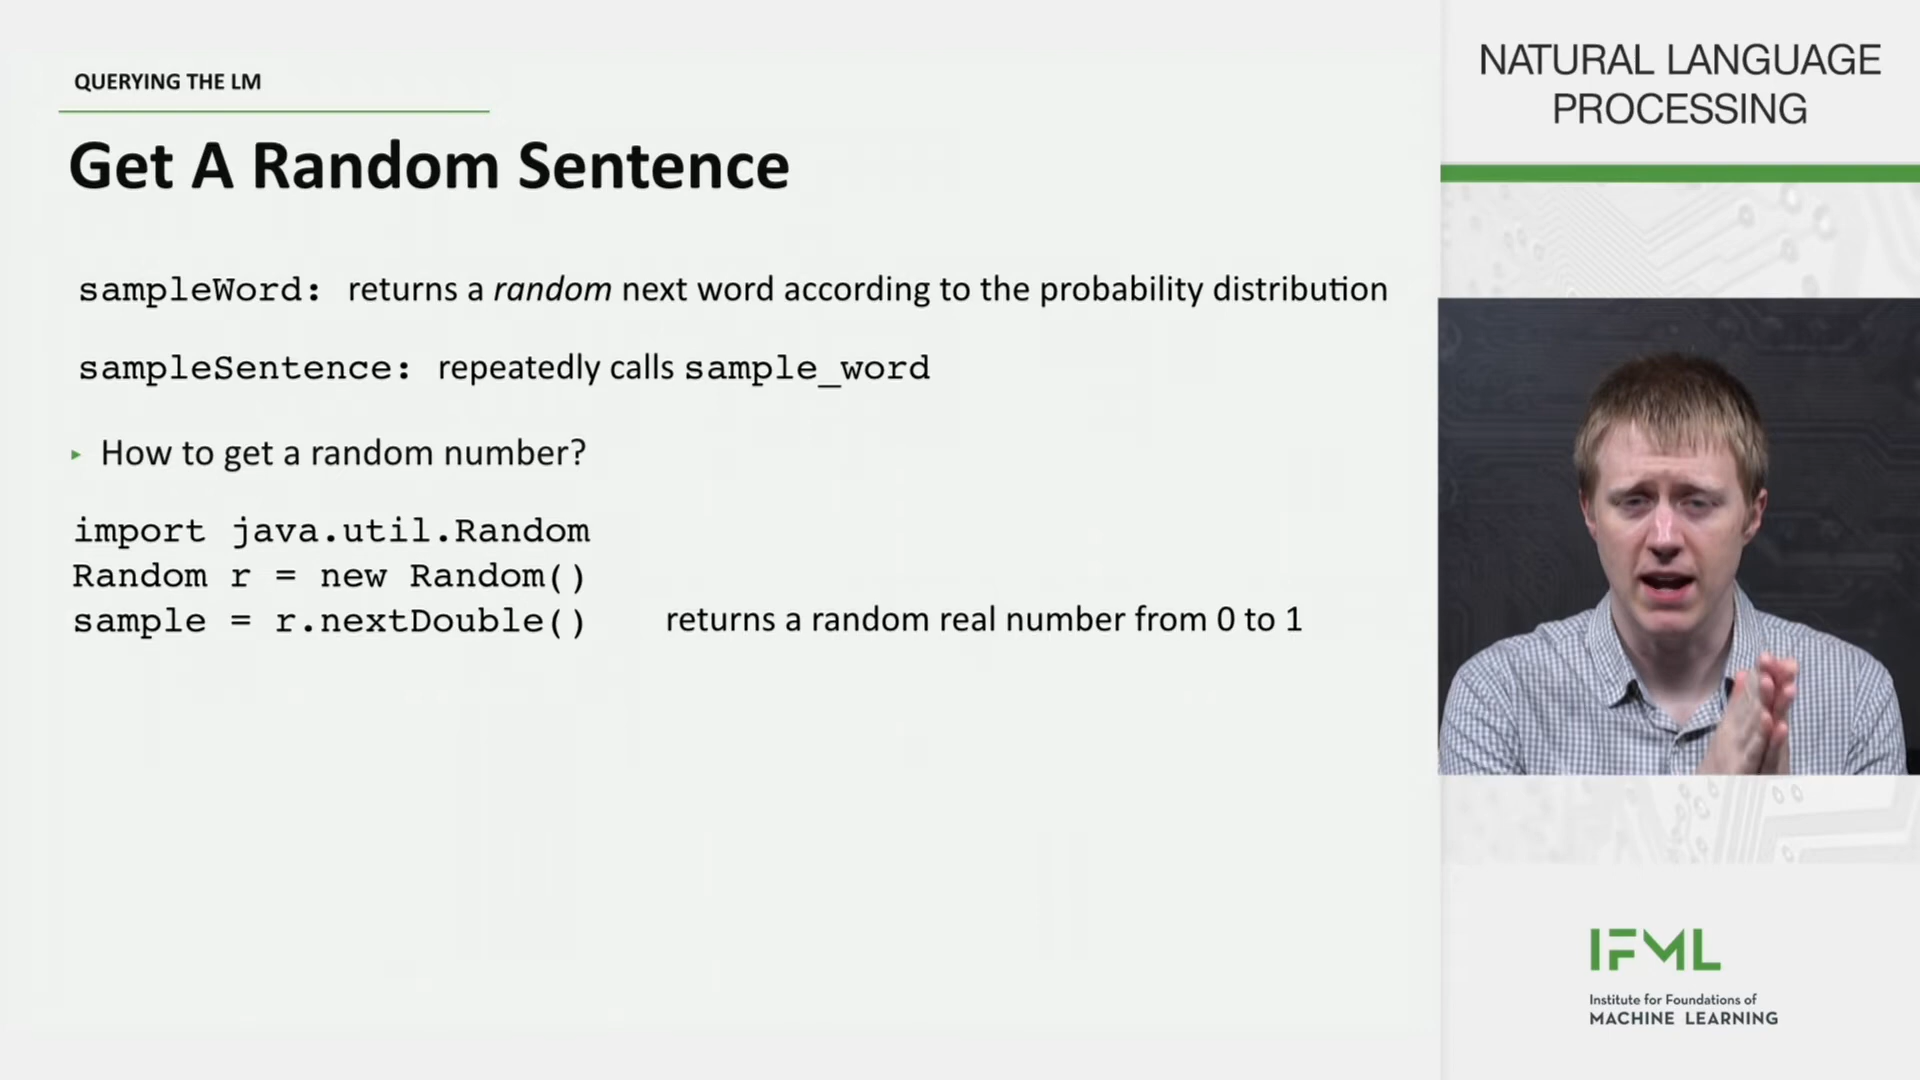 QUERYING THE LM
Get A Random Sentence
sampleWord: returns a random next word according to the probability distribution
sampleSentence: repeatedly calls sample_word
▸ How to get a random number?
import java.util.Random
Random r = new Random()
sample = r.nextDouble() returns a random real number from 0 to 1
NATURAL LANGUAGE
PROCESSING
IFML
Institute for Foundations of
MACHINE LEARNING